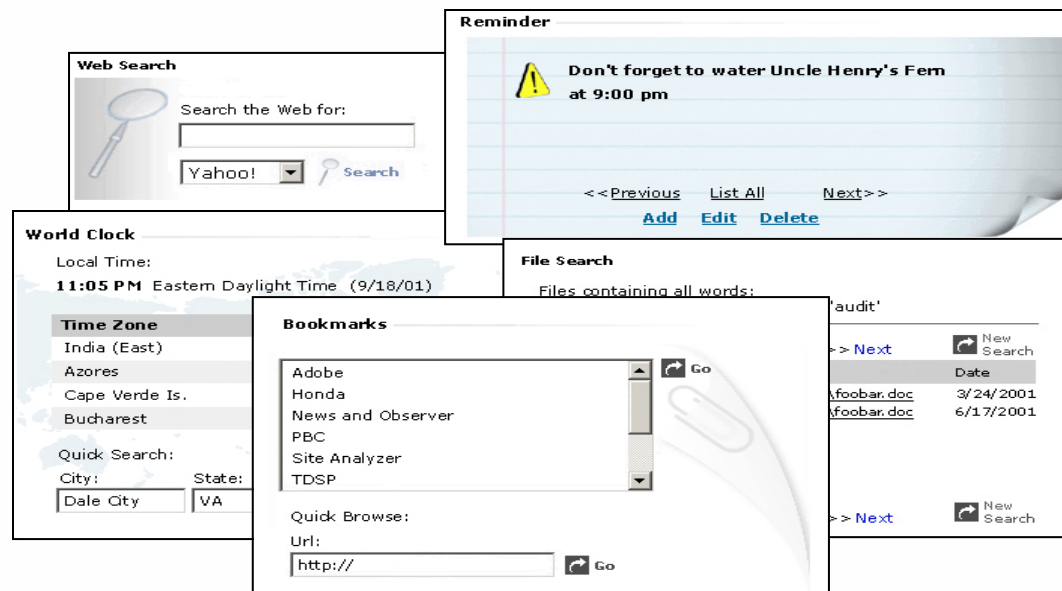 Reminder
Don't forget to water Uncle Henry's Fern
at 9:00 pm
<<Previous List All Next>>
Add Edit Delete
Web Search
Search the Web for:
Yahoo! Search
World Clock
Local Time:
11:05 PM Eastern Daylight Time (9/18/01)
Time Zone
India (East)
Azores
Cape Verde Is.
Bucharest
Quick Search:
City: State:
Dale City VA
File Search
Files containing all words:
'audit'
>> Next New Search
Date
\foobar.doc 3/24/2001
\foobar.doc 6/17/2001
>> Next New Search
Bookmarks
Adobe Go
Honda
News and Observer
PBC
Site Analyzer
TDSP
Quick Browse:
Url:
http:// Go